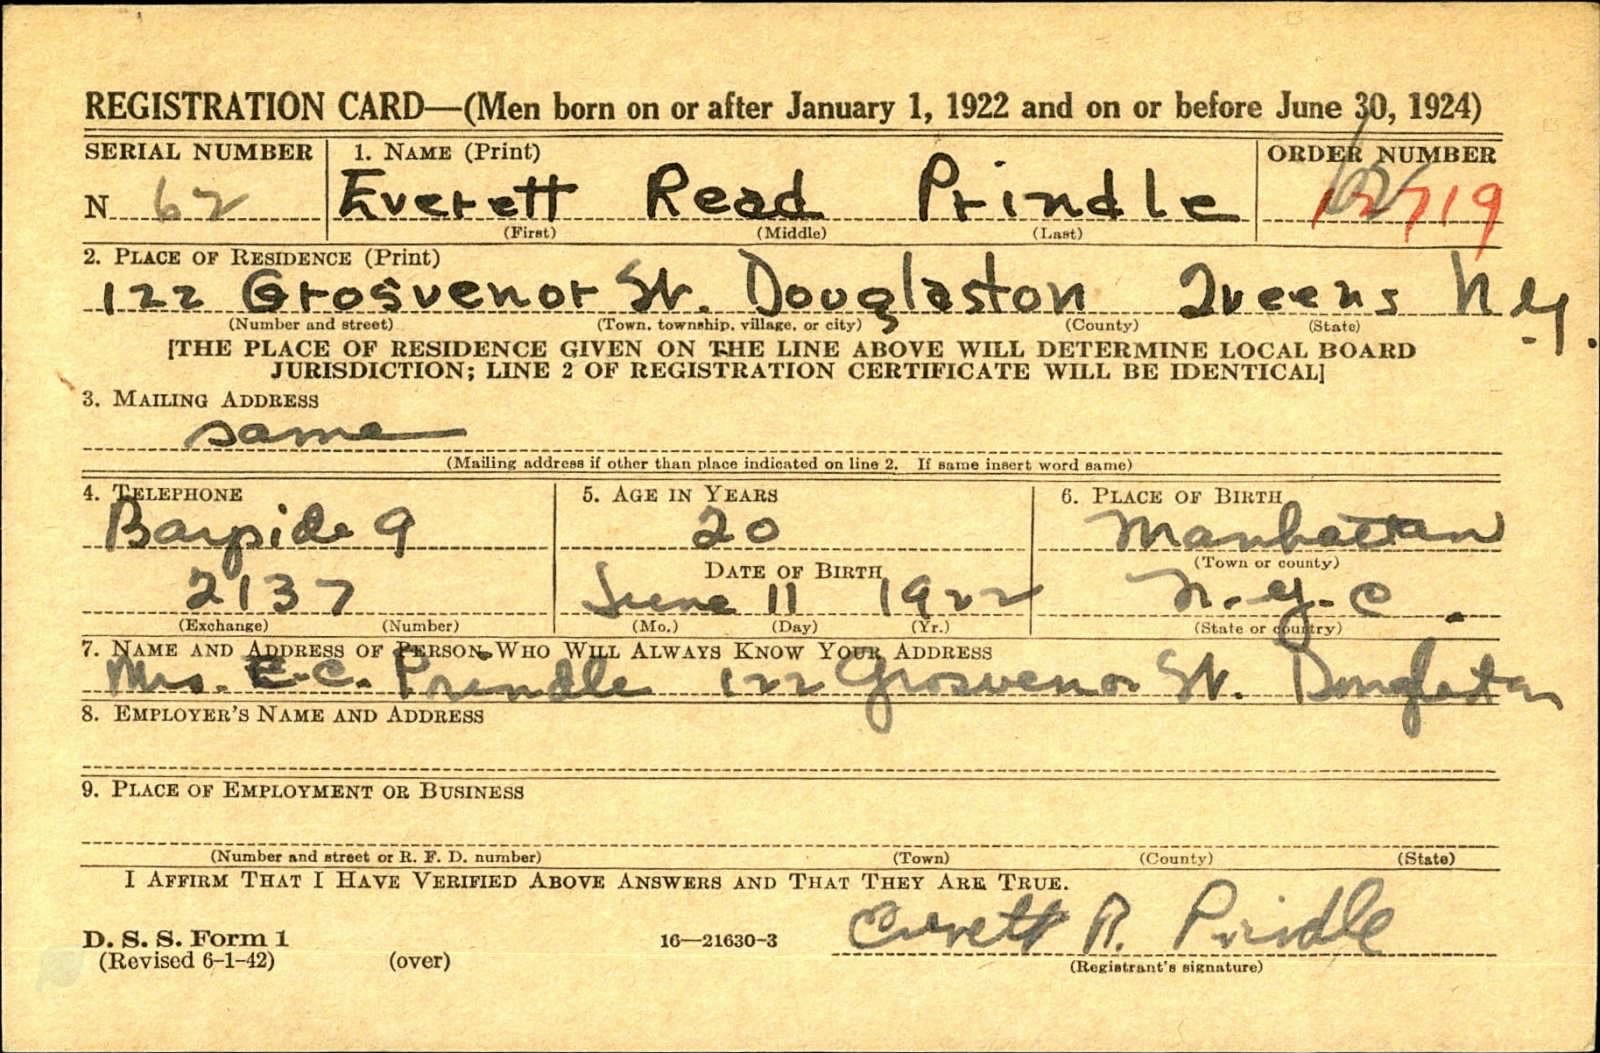 REGISTRATION CARD—(Men born on or after January 1, 1922 and on or before June 30, 1924)
SERIAL NUMBER 1. NAME (Print) ORDER NUMBER
N 62 Everett Read Prindle 12719
(First) (Middle) (Last)
2. PLACE OF RESIDENCE (Print)
122 Grosvenor St. Douglaston Queens N.Y.
(Number and street) (Town, township, village, or city) (County) (State)
[THE PLACE OF RESIDENCE GIVEN ON THE LINE ABOVE WILL DETERMINE LOCAL BOARD
JURISDICTION; LINE 2 OF REGISTRATION CERTIFICATE WILL BE IDENTICAL]
3. MAILING ADDRESS
same
(Mailing address if other than place indicated on line 2. If same insert word same)
4. TELEPHONE 5. AGE IN YEARS 6. PLACE OF BIRTH
Bayside 9 20 Manhattan
DATE OF BIRTH (Town or county)
2137 June 11 1922 N.Y.C.
(Exchange) (Number) (Mo.) (Day) (Yr.) (State or country)
7. NAME AND ADDRESS OF PERSON WHO WILL ALWAYS KNOW YOUR ADDRESS
Mrs. E.C. Prindle 122 Grosvenor St. Douglaston
8. EMPLOYER'S NAME AND ADDRESS
9. PLACE OF EMPLOYMENT OR BUSINESS
(Number and street or R. F. D. number) (Town) (County) (State)
I AFFIRM THAT I HAVE VERIFIED ABOVE ANSWERS AND THAT THEY ARE TRUE.
Everett R. Prindle
D. S. S. Form 1 16—21630-3
(Revised 6-1-42) (over) (Registrant's signature)